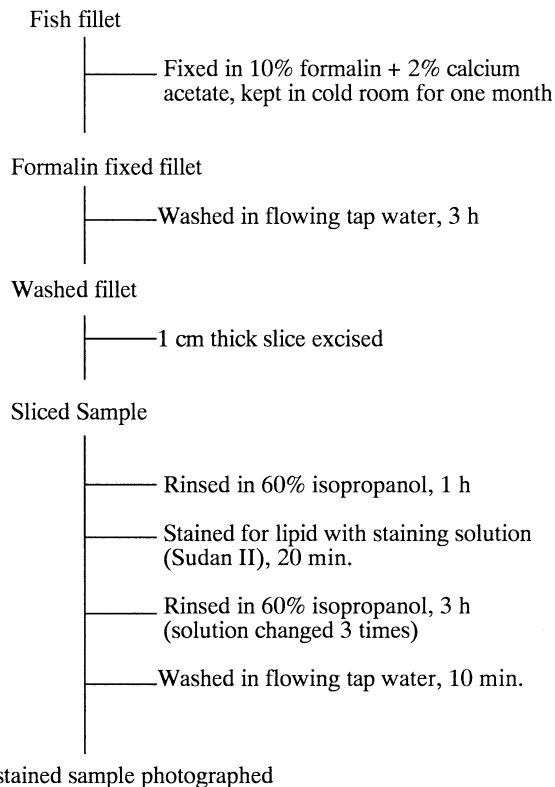 Fish fillet
Fixed in 10% formalin + 2% calcium
acetate, kept in cold room for one month
Formalin fixed fillet
Washed in flowing tap water, 3 h
Washed fillet
1 cm thick slice excised
Sliced Sample
Rinsed in 60% isopropanol, 1 h
Stained for lipid with staining solution
(Sudan II), 20 min.
Rinsed in 60% isopropanol, 3 h
(solution changed 3 times)
Washed in flowing tap water, 10 min.
stained sample photographed